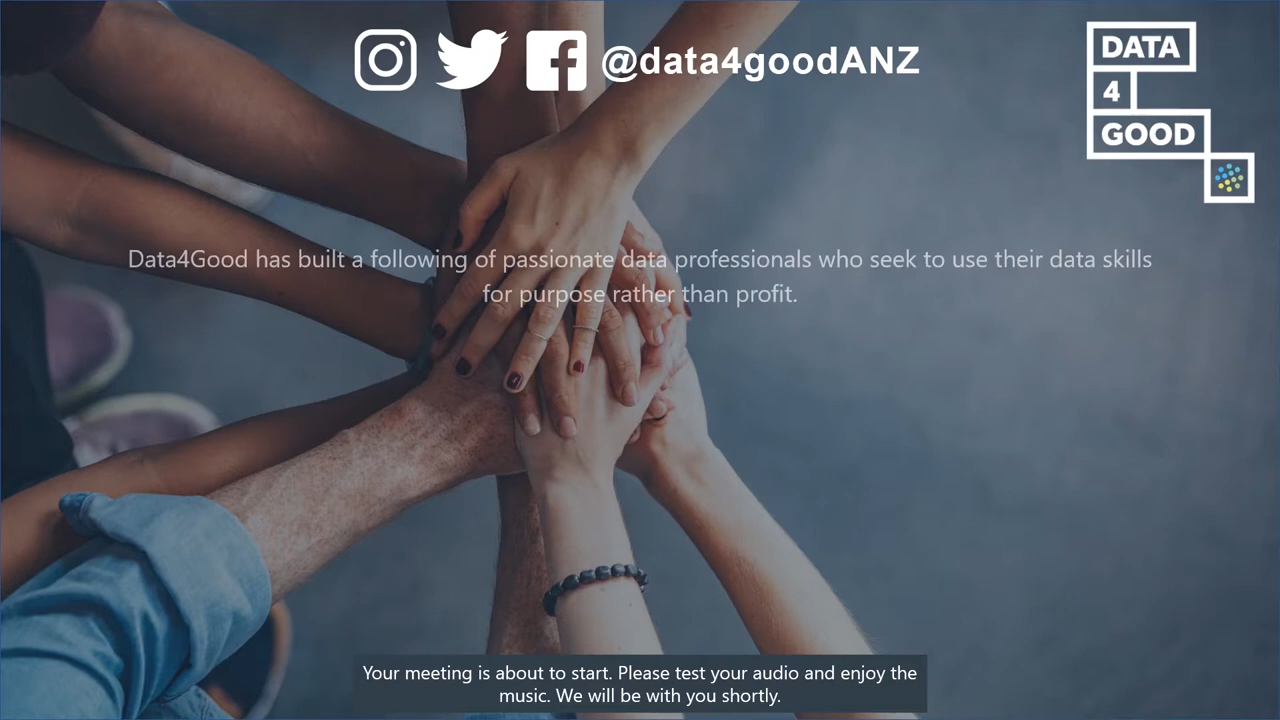 @data4goodANZ
DATA
4
GOOD
Data4Good has built a following of passionate data professionals who seek to use their data skills
for purpose rather than profit.
Your meeting is about to start. Please test your audio and enjoy the
music. We will be with you shortly.